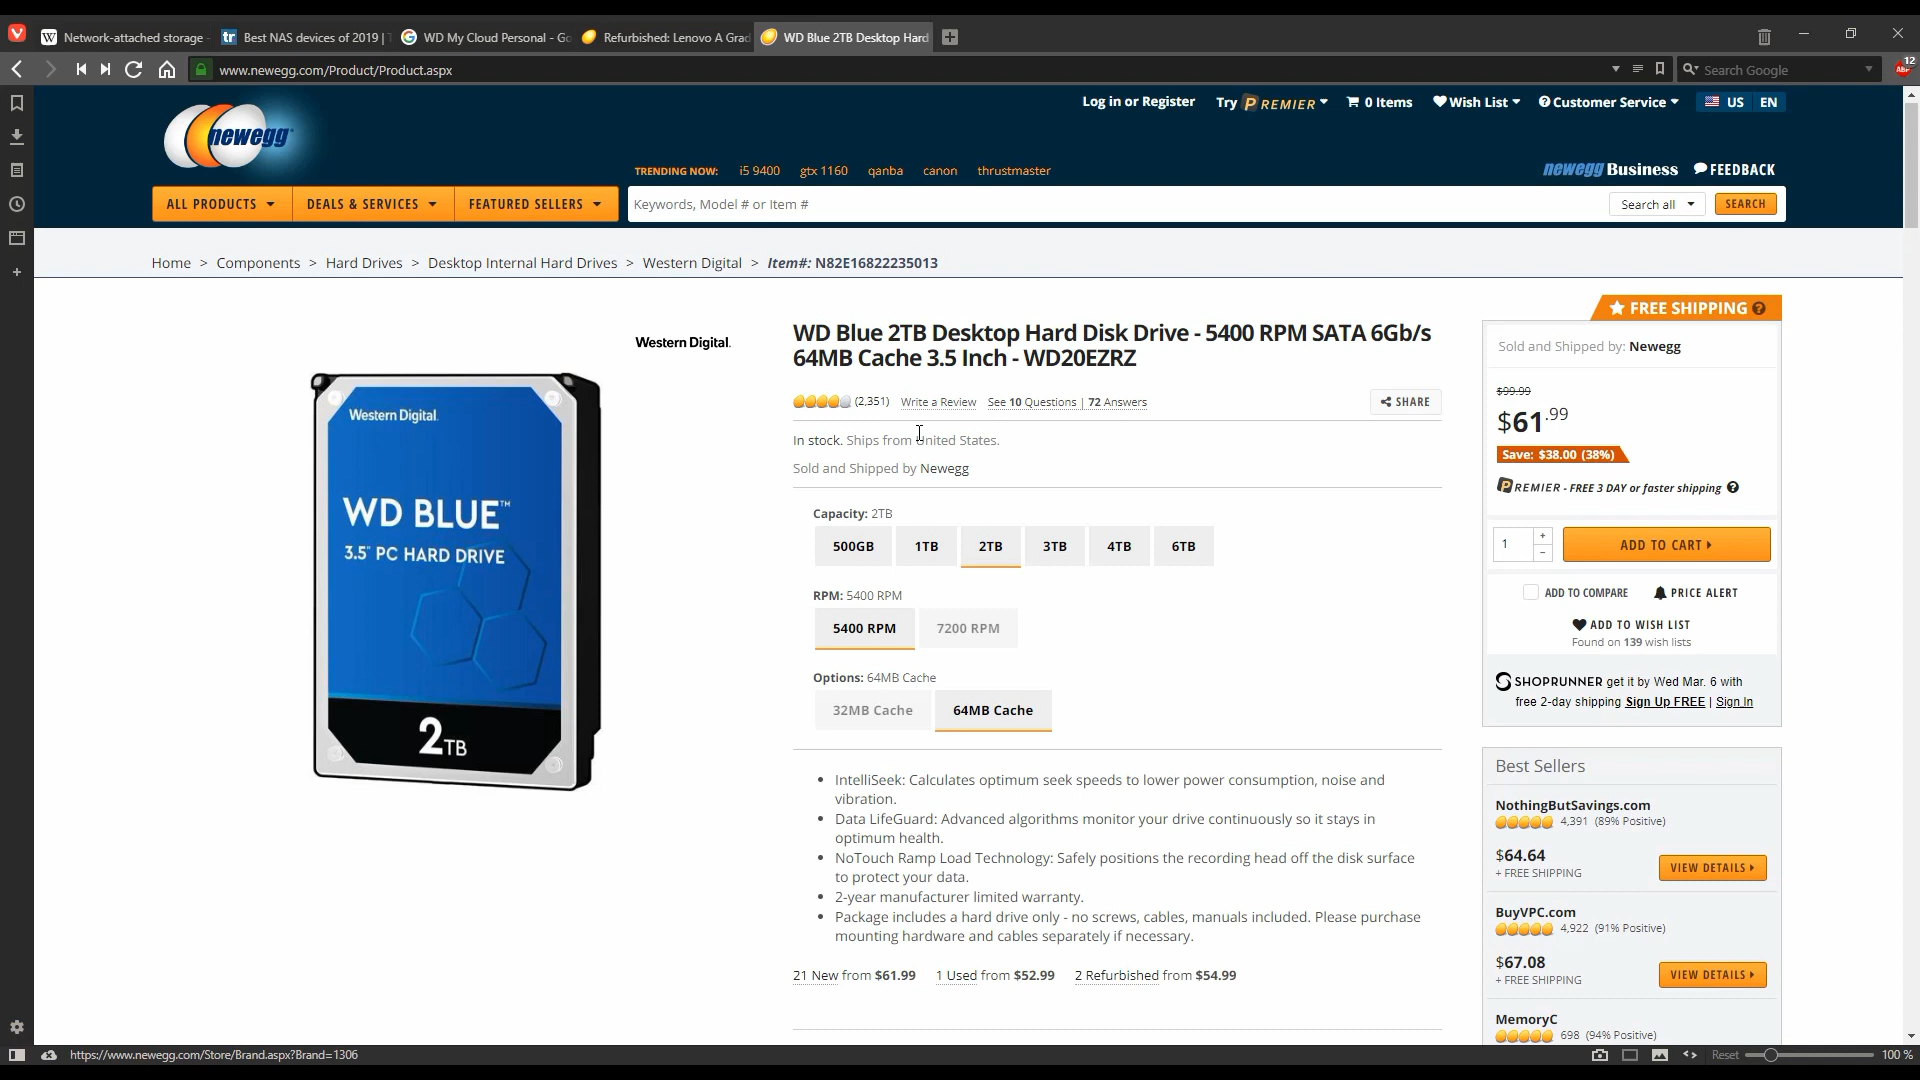 Network-attached storage -
Best NAS devices of 2019 | T
WD My Cloud Personal - Go
Refurbished: Lenovo A Grad
WD Blue 2TB Desktop Hard
www.newegg.com/Product/Product.aspx
Search Google
12
ABP
newegg
Log in or Register
Try PREMIER
0 Items
Wish List
Customer Service
US
EN
TRENDING NOW: i5 9400 gtx 1160 qanba canon thrustmaster
newegg Business
FEEDBACK
ALL PRODUCTS
DEALS & SERVICES
FEATURED SELLERS
Keywords, Model # or Item #
Search all
SEARCH
Home > Components > Hard Drives > Desktop Internal Hard Drives > Western Digital > Item#: N82E16822235013
Western Digital.
Western Digital.
WD BLUE™
3.5" PC HARD DRIVE
2TB
WD Blue 2TB Desktop Hard Disk Drive - 5400 RPM SATA 6Gb/s
64MB Cache 3.5 Inch - WD20EZRZ
(2,351) Write a Review See 10 Questions | 72 Answers
SHARE
In stock. Ships from United States.
Sold and Shipped by Newegg
Capacity: 2TB
500GB 1TB 2TB 3TB 4TB 6TB
RPM: 5400 RPM
5400 RPM 7200 RPM
Options: 64MB Cache
32MB Cache 64MB Cache
• IntelliSeek: Calculates optimum seek speeds to lower power consumption, noise and
vibration.
• Data LifeGuard: Advanced algorithms monitor your drive continuously so it stays in
optimum health.
• NoTouch Ramp Load Technology: Safely positions the recording head off the disk surface
to protect your data.
• 2-year manufacturer limited warranty.
• Package includes a hard drive only - no screws, cables, manuals included. Please purchase
mounting hardware and cables separately if necessary.
21 New from $61.99 1 Used from $52.99 2 Refurbished from $54.99
FREE SHIPPING
Sold and Shipped by: Newegg
$99.99
$61.99
Save: $38.00 (38%)
PREMIER - FREE 3 DAY or faster shipping
1
ADD TO CART
ADD TO COMPARE
PRICE ALERT
ADD TO WISH LIST
Found on 139 wish lists
SHOPRUNNER get it by Wed Mar. 6 with
free 2-day shipping Sign Up FREE | Sign In
Best Sellers
NothingButSavings.com
4,391 (89% Positive)
$64.64
+ FREE SHIPPING
VIEW DETAILS
BuyVPC.com
4,922 (91% Positive)
$67.08
+ FREE SHIPPING
VIEW DETAILS
MemoryC
698 (94% Positive)
https://www.newegg.com/Store/Brand.aspx?Brand=1306
Reset
100 %